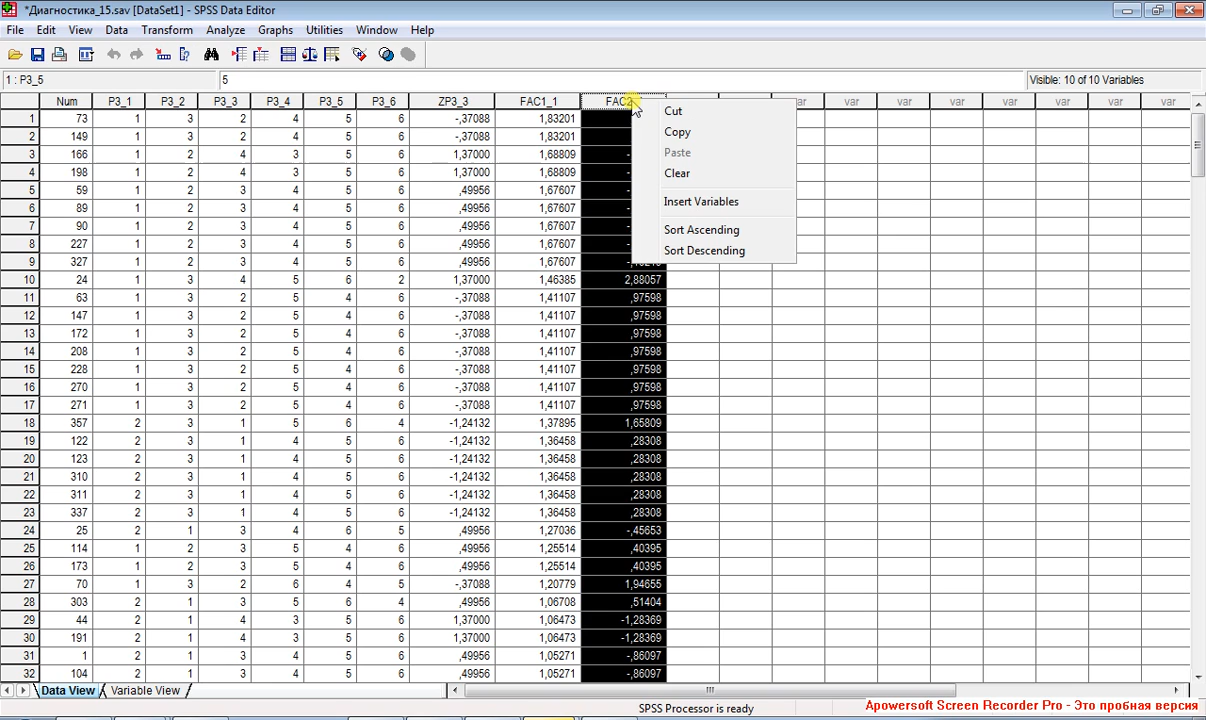 *Диагностика_15.sav [DataSet1] - SPSS Data Editor
File Edit View Data Transform Analyze Graphs Utilities Window Help
1 : P3_5 5 Visible: 10 of 10 Variables
Num P3_1 P3_2 P3_3 P3_4 P3_5 P3_6 ZP3_3 FAC1_1 FAC2 var var var var var var var var
1 73 1 3 2 4 5 6 -,37088 1,83201
2 149 1 3 2 4 5 6 -,37088 1,83201
3 166 1 2 4 3 5 6 1,37000 1,68809 -
4 198 1 2 4 3 5 6 1,37000 1,68809 -
5 59 1 2 3 4 5 6 ,49956 1,67607 -
6 89 1 2 3 4 5 6 ,49956 1,67607 -
7 90 1 2 3 4 5 6 ,49956 1,67607 -
8 227 1 2 3 4 5 6 ,49956 1,67607 -
9 327 1 2 3 4 5 6 ,49956 1,67607
10 24 1 3 4 5 6 2 1,37000 1,46385 2,88057
11 63 1 3 2 5 4 6 -,37088 1,41107 ,97598
12 147 1 3 2 5 4 6 -,37088 1,41107 ,97598
13 172 1 3 2 5 4 6 -,37088 1,41107 ,97598
14 208 1 3 2 5 4 6 -,37088 1,41107 ,97598
15 228 1 3 2 5 4 6 -,37088 1,41107 ,97598
16 270 1 3 2 5 4 6 -,37088 1,41107 ,97598
17 271 1 3 2 5 4 6 -,37088 1,41107 ,97598
18 357 2 3 1 5 6 4 -1,24132 1,37895 1,65809
19 122 2 3 1 4 5 6 -1,24132 1,36458 ,28308
20 123 2 3 1 4 5 6 -1,24132 1,36458 ,28308
21 310 2 3 1 4 5 6 -1,24132 1,36458 ,28308
22 311 2 3 1 4 5 6 -1,24132 1,36458 ,28308
23 337 2 3 1 4 5 6 -1,24132 1,36458 ,28308
24 25 2 1 3 4 6 5 ,49956 1,27036 -,45653
25 114 1 2 3 5 4 6 ,49956 1,25514 ,40395
26 173 1 2 3 5 4 6 ,49956 1,25514 ,40395
27 70 1 3 2 6 4 5 -,37088 1,20779 1,94655
28 303 2 1 3 5 6 4 ,49956 1,06708 ,51404
29 44 2 1 4 3 5 6 1,37000 1,06473 -1,28369
30 191 2 1 4 3 5 6 1,37000 1,06473 -1,28369
31 1 2 1 3 4 5 6 ,49956 1,05271 -,86097
32 104 2 1 3 4 5 6 ,49956 1,05271 -,86097
Cut
Copy
Paste
Clear
Insert Variables
Sort Ascending
Sort Descending
Data View Variable View
SPSS Processor is ready
Apowersoft Screen Recorder Pro - Это пробная версия